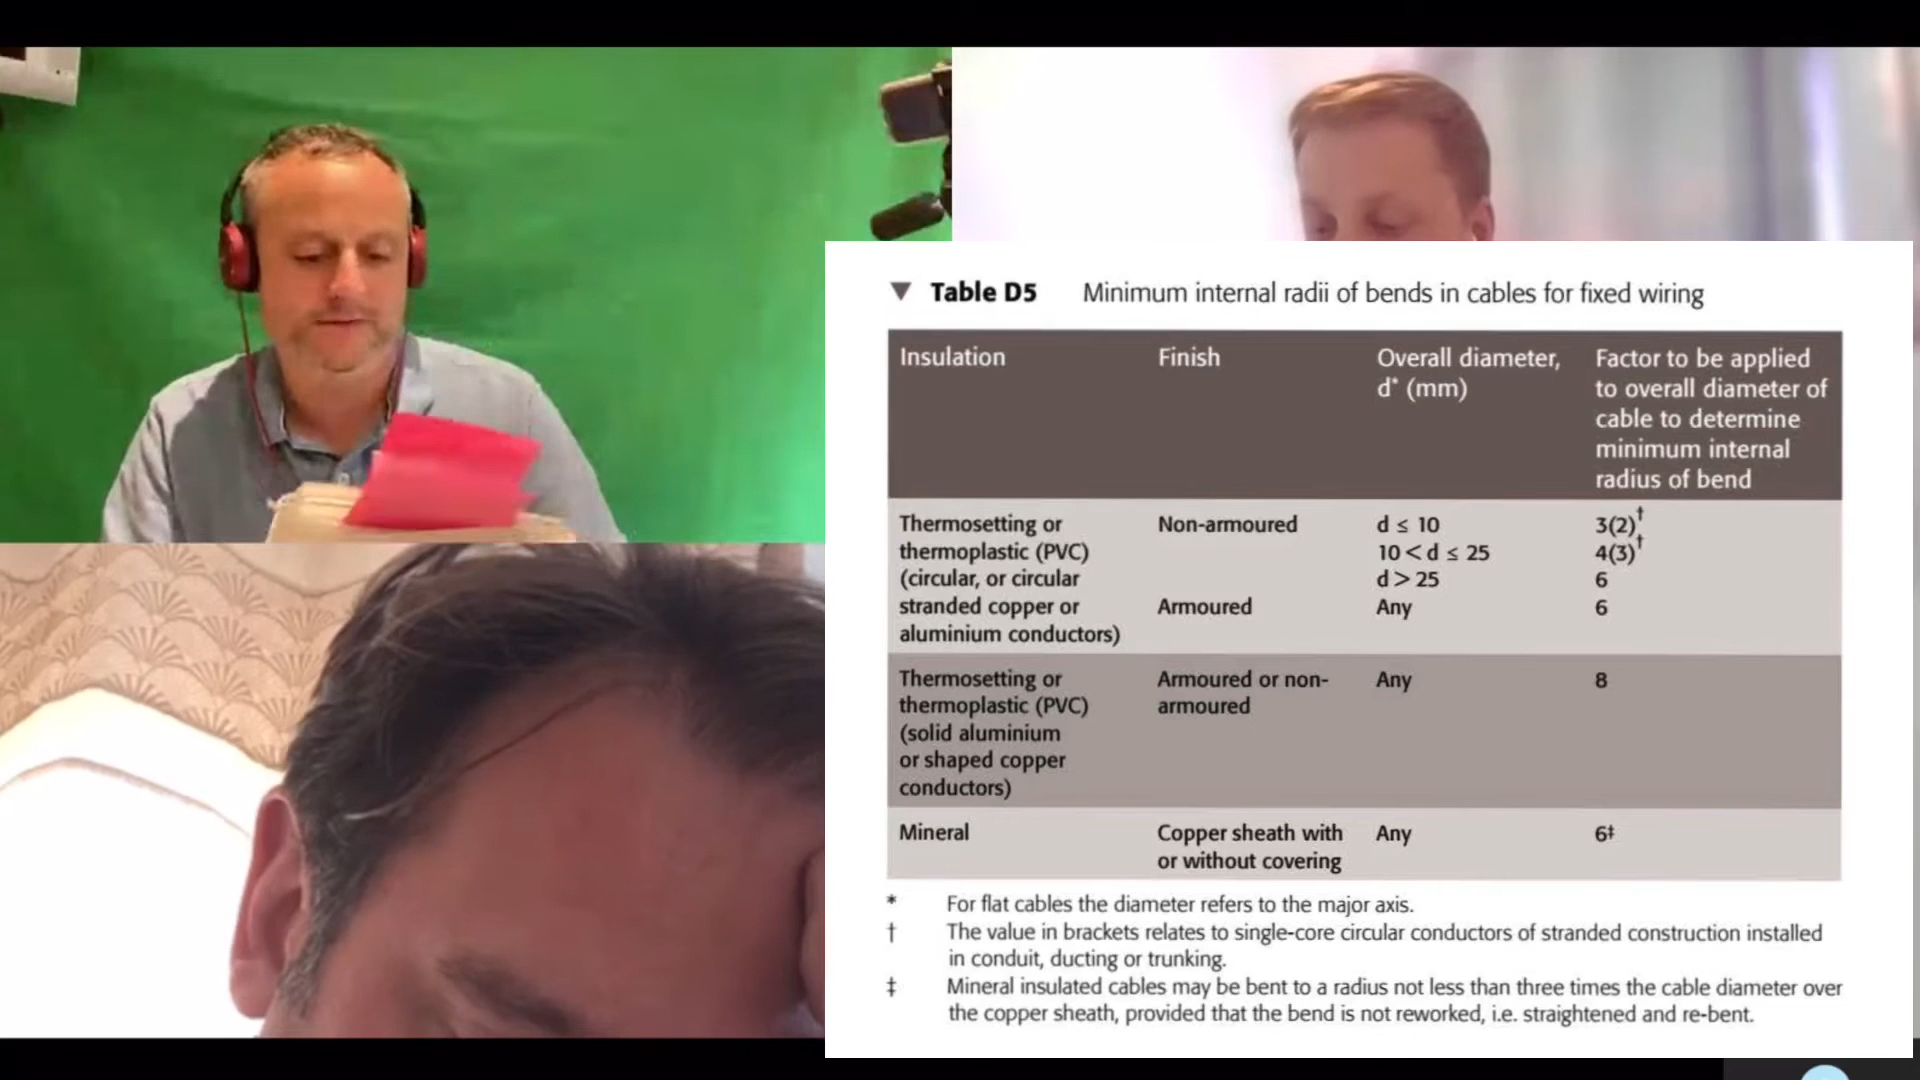 ▼ Table D5 Minimum internal radii of bends in cables for fixed wiring
Insulation Finish Overall diameter, Factor to be applied
d* (mm) to overall diameter of
cable to determine
minimum internal
radius of bend
Thermosetting or Non-armoured d ≤ 10 3(2)†
thermoplastic (PVC) 10 < d ≤ 25 4(3)†
(circular, or circular d > 25 6
stranded copper or Armoured Any 6
aluminium conductors)
Thermosetting or Armoured or non- Any 8
thermoplastic (PVC) armoured
(solid aluminium
or shaped copper
conductors)
Mineral Copper sheath with Any 6‡
or without covering
* For flat cables the diameter refers to the major axis.
† The value in brackets relates to single-core circular conductors of stranded construction installed
in conduit, ducting or trunking.
‡ Mineral insulated cables may be bent to a radius not less than three times the cable diameter over
the copper sheath, provided that the bend is not reworked, i.e. straightened and re-bent.